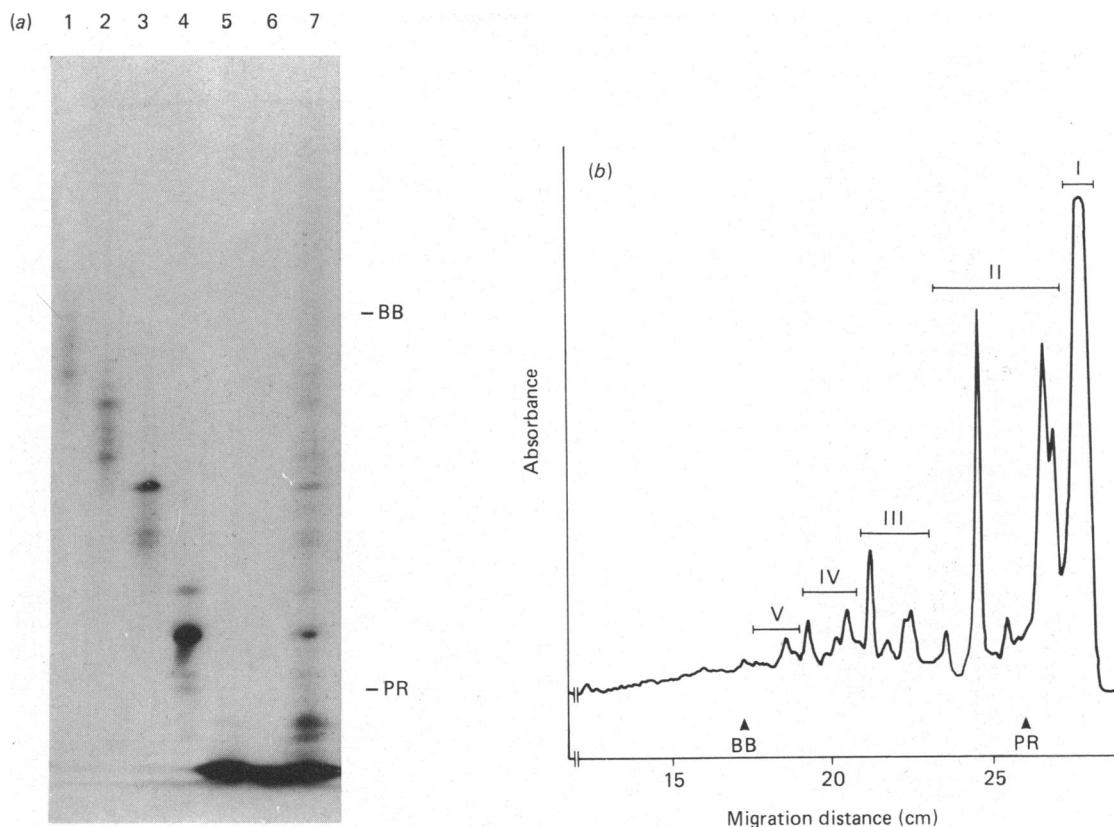 (a) 1 2 3 4 5 6 7
– BB
– PR
(b)
I
II
III
IV
V
Absorbance
BB
PR
15 20 25
Migration distance (cm)